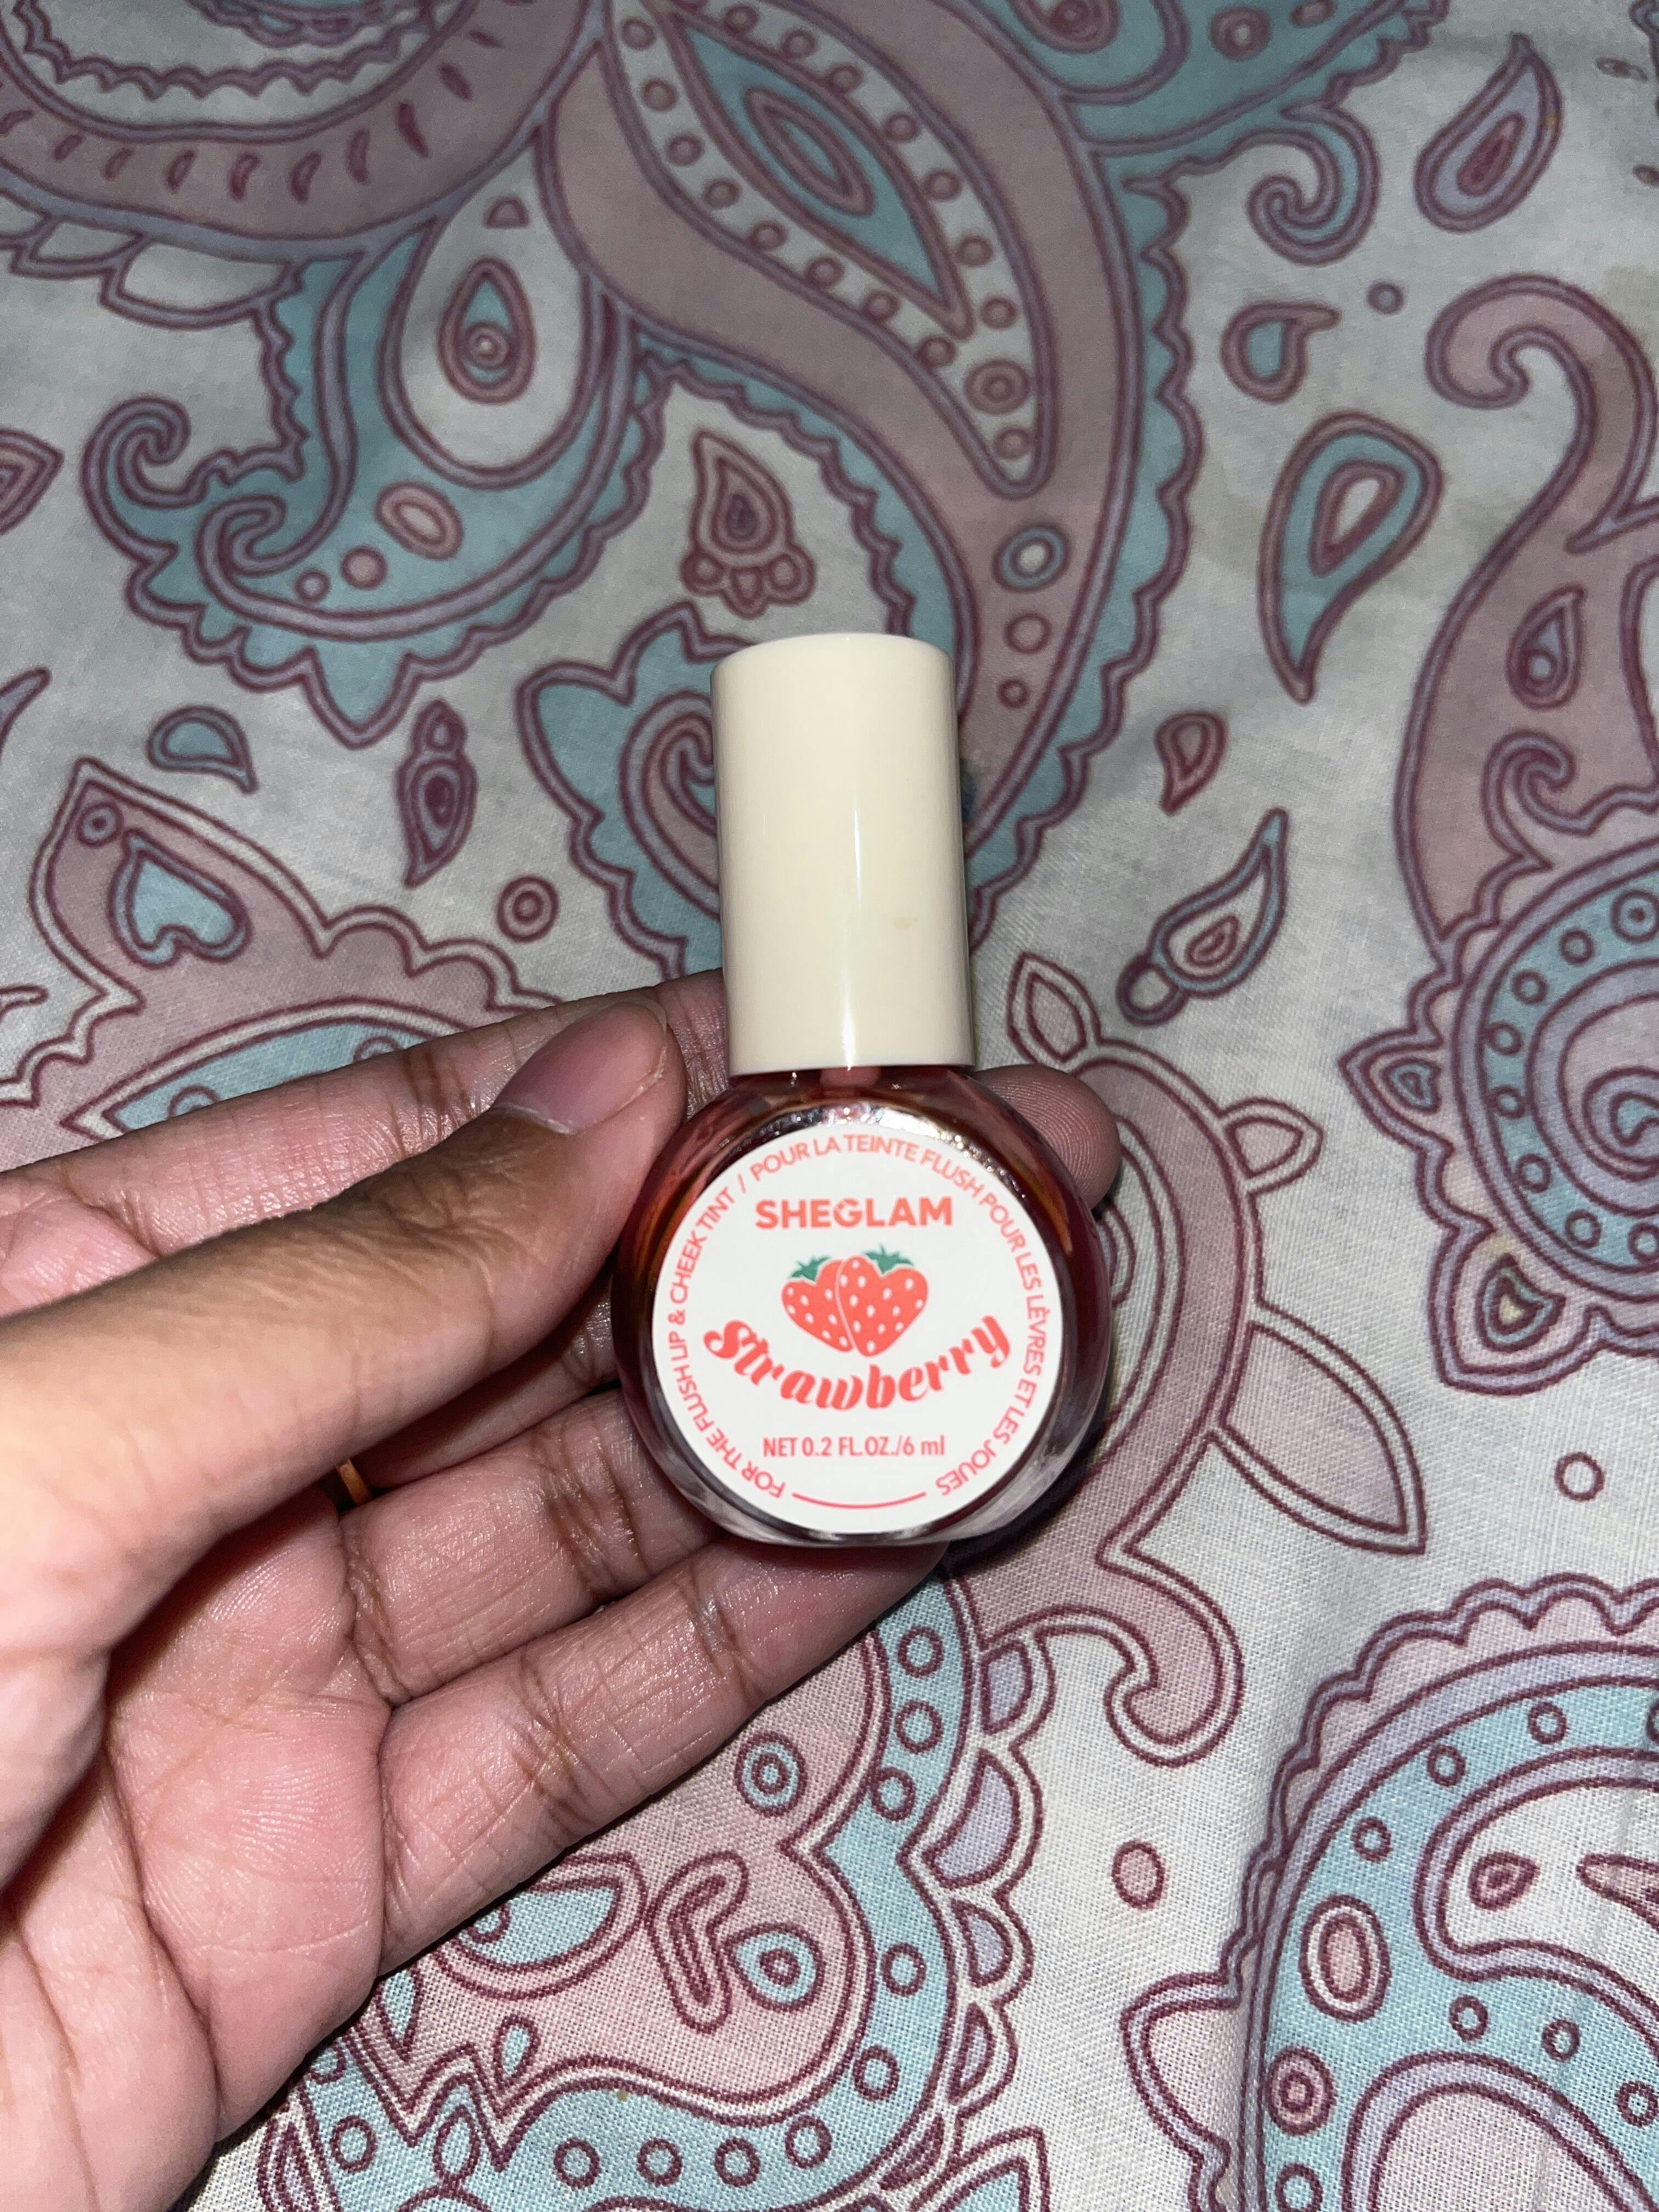 FOR THE FLUSH LIP & CHEEK TINT / POUR LA TEINTE FLUSH POUR LES LÈVRES ET LES JOUES
SHEGLAM
Strawberry
NET 0.2 FL.OZ./6 ml